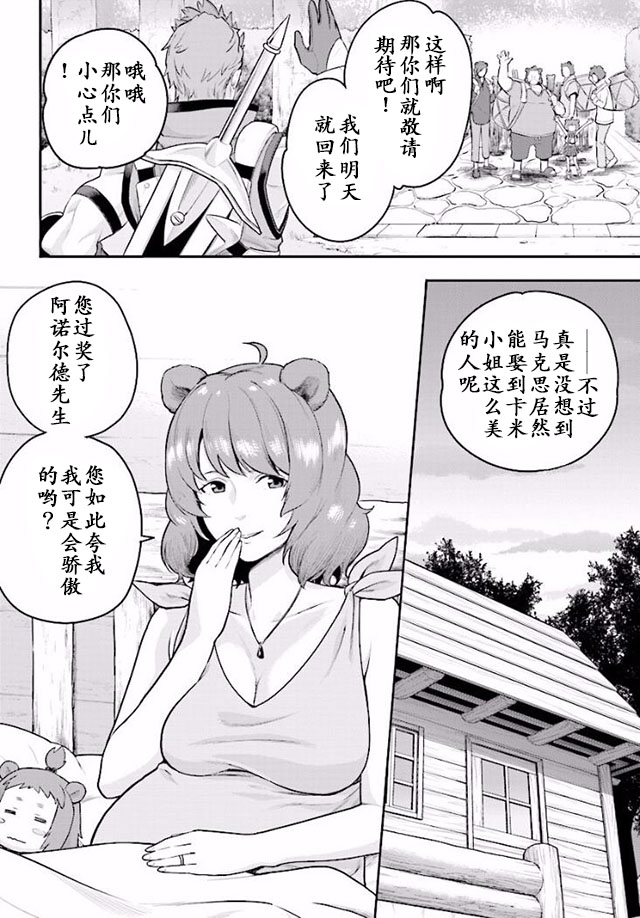 这样啊
那你们就敬请
期待吧！
我们明天
就回来了
哦哦
那你们
小心点儿
！
——不过
真是没想到
马克思居然
能娶到卡米
小姐这么美
的人呢
您过奖了
阿诺尔德先生
您如此夸我
我可是会骄傲
的哟？